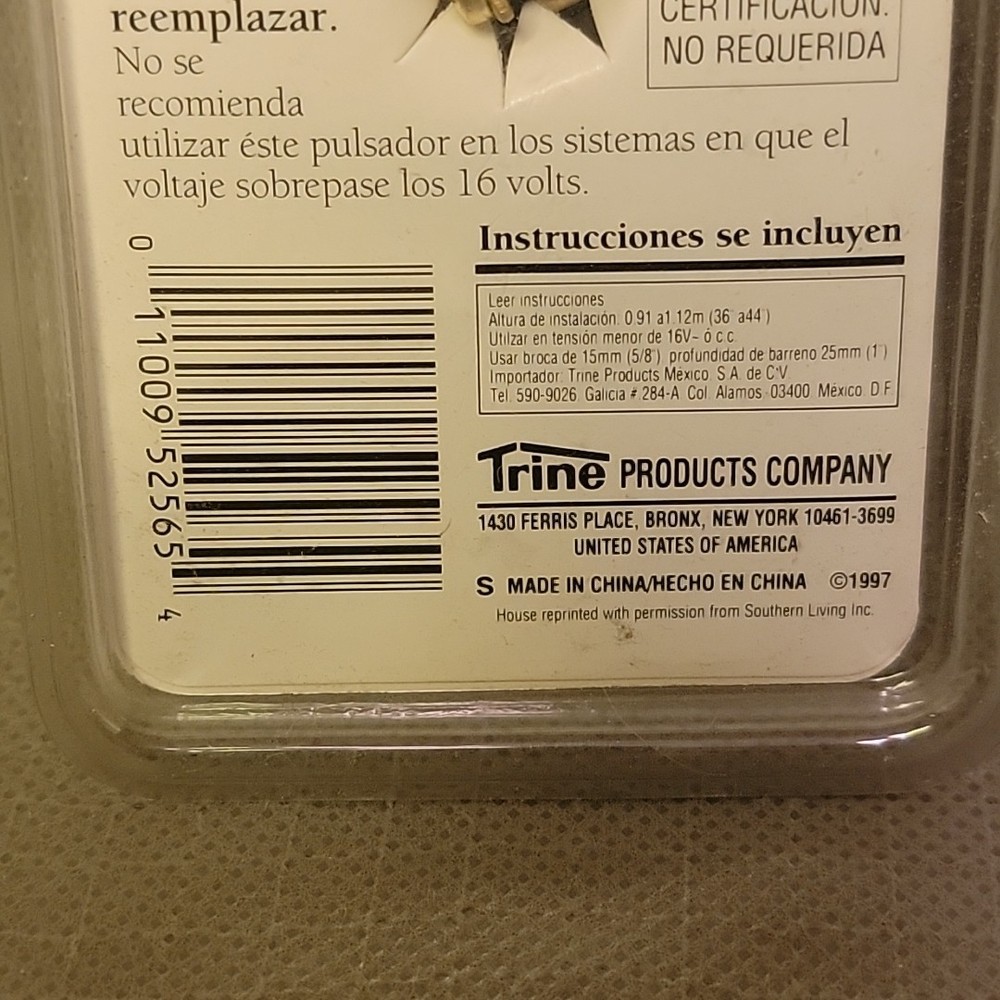 reemplazar.
No se
recomienda
utilizar éste pulsador en los sistemas en que el
voltaje sobrepase los 16 volts.
CERTIFICACION.
NO REQUERIDA
0 11009 52565 4
Instrucciones se incluyen
Leer instrucciones
Altura de instalación. 0.91 a1.12m (36" a44")
Utilzar en tensión menor de 16V~ ó c.c.
Usar broca de 15mm (5/8"), profundidad de barreno 25mm (1")
Importador: Trine Products México. S.A. de C.V.
Tel. 590-9026. Galicia # 284-A. Col. Alamos 03400. México. D.F.
Trine PRODUCTS COMPANY
1430 FERRIS PLACE, BRONX, NEW YORK 10461-3699
UNITED STATES OF AMERICA
S MADE IN CHINA/HECHO EN CHINA ©1997
House reprinted with permission from Southern Living Inc.